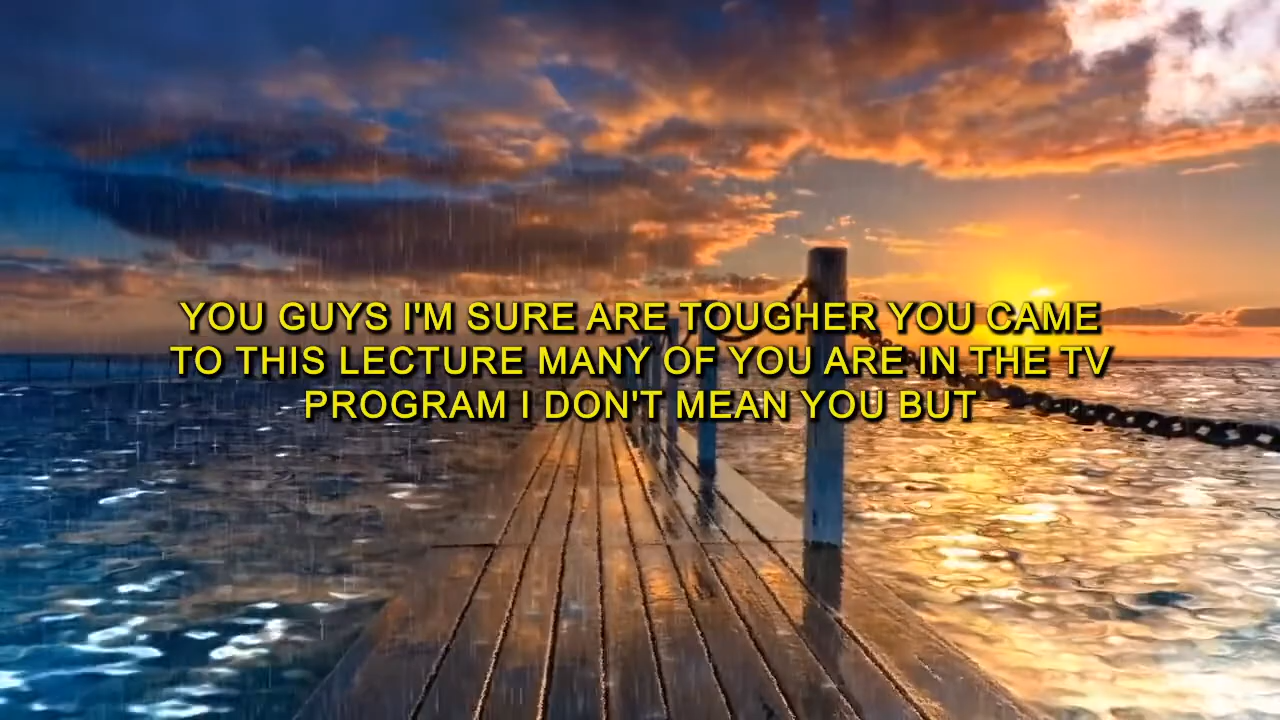 YOU GUYS I'M SURE ARE TOUGHER YOU CAME
TO THIS LECTURE MANY OF YOU ARE IN THE TV
PROGRAM I DON'T MEAN YOU BUT